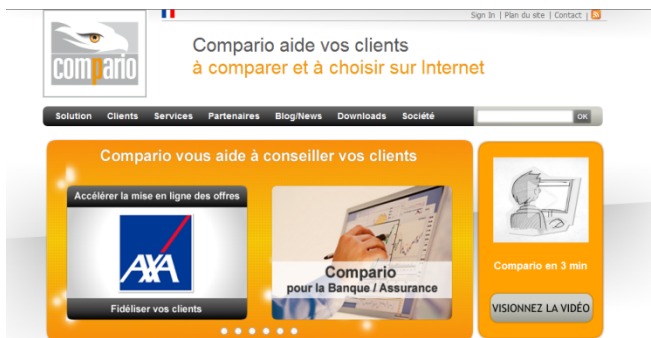 Sign In | Plan du site | Contact |
compario
Compario aide vos clients
à comparer et à choisir sur Internet
Solution Clients Services Partenaires Blog/News Downloads Société
OK
Compario vous aide à conseiller vos clients
Accélérer la mise en ligne des offres
AXA
Fidéliser vos clients
Compario
pour la Banque / Assurance
Compario en 3 min
VISIONNEZ LA VIDÉO